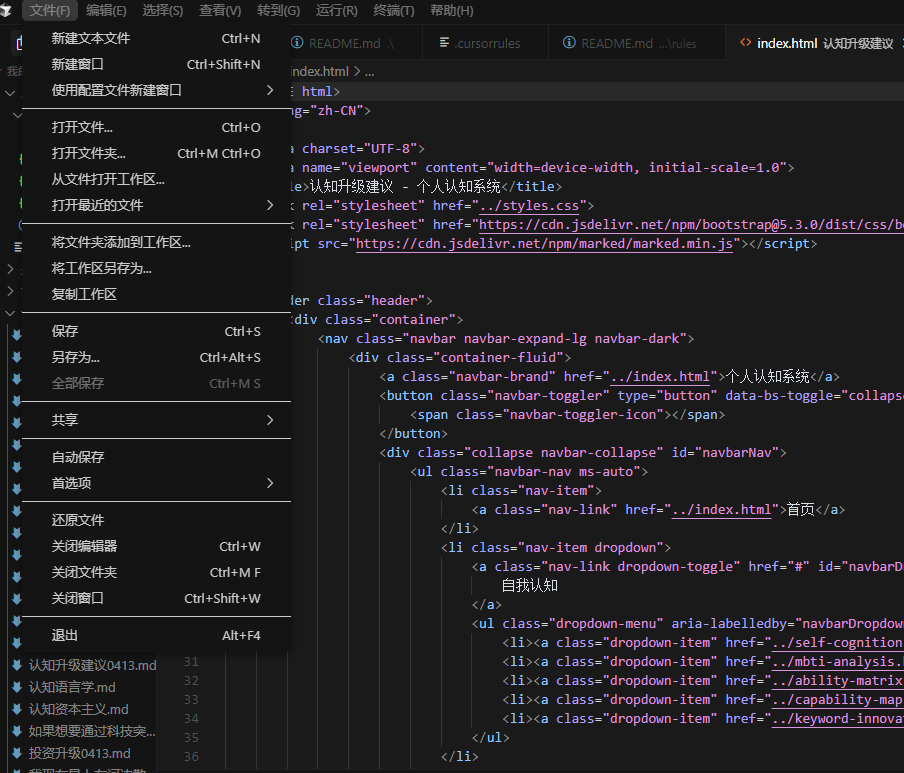 文件(F) 编辑(E) 选择(S) 查看(V) 转到(G) 运行(R) 终端(T) 帮助(H)
README.md .\ .cursorrules README.md ...\rules index.html 认知升级建议
新建文本文件 Ctrl+N
新建窗口 Ctrl+Shift+N
使用配置文件新建窗口
打开文件... Ctrl+O
打开文件夹... Ctrl+M Ctrl+O
从文件打开工作区...
打开最近的文件
将文件夹添加到工作区...
将工作区另存为...
复制工作区
保存 Ctrl+S
另存为... Ctrl+Alt+S
全部保存 Ctrl+M S
共享
自动保存
首选项
还原文件
关闭编辑器 Ctrl+W
关闭文件夹 Ctrl+M F
关闭窗口 Ctrl+Shift+W
退出 Alt+F4
认知升级建议0413.md
认知语言学.md
认知资本主义.md
如果想要通过科技突...
投资升级0413.md
index.html > ...
html>
ng="zh-CN">
a charset="UTF-8">
a name="viewport" content="width=device-width, initial-scale=1.0">
le>认知升级建议 - 个人认知系统</title>
k rel="stylesheet" href="../styles.css">
k rel="stylesheet" href="https://cdn.jsdelivr.net/npm/bootstrap@5.3.0/dist/css/bo
ipt src="https://cdn.jsdelivr.net/npm/marked/marked.min.js"></script>
der class="header">
div class="container">
<nav class="navbar navbar-expand-lg navbar-dark">
<div class="container-fluid">
<a class="navbar-brand" href="../index.html">个人认知系统</a>
<button class="navbar-toggler" type="button" data-bs-toggle="collaps
<span class="navbar-toggler-icon"></span>
</button>
<div class="collapse navbar-collapse" id="navbarNav">
<ul class="navbar-nav ms-auto">
<li class="nav-item">
<a class="nav-link" href="../index.html">首页</a>
</li>
<li class="nav-item dropdown">
<a class="nav-link dropdown-toggle" href="#" id="navbarD
自我认知
</a>
<ul class="dropdown-menu" aria-labelledby="navbarDropdow
<li><a class="dropdown-item" href="../self-cognition
31 <li><a class="dropdown-item" href="../mbti-analysis.
32 <li><a class="dropdown-item" href="../ability-matrix
33 <li><a class="dropdown-item" href="../capability-map
34 <li><a class="dropdown-item" href="../keyword-innova
35 </ul>
36 </li>